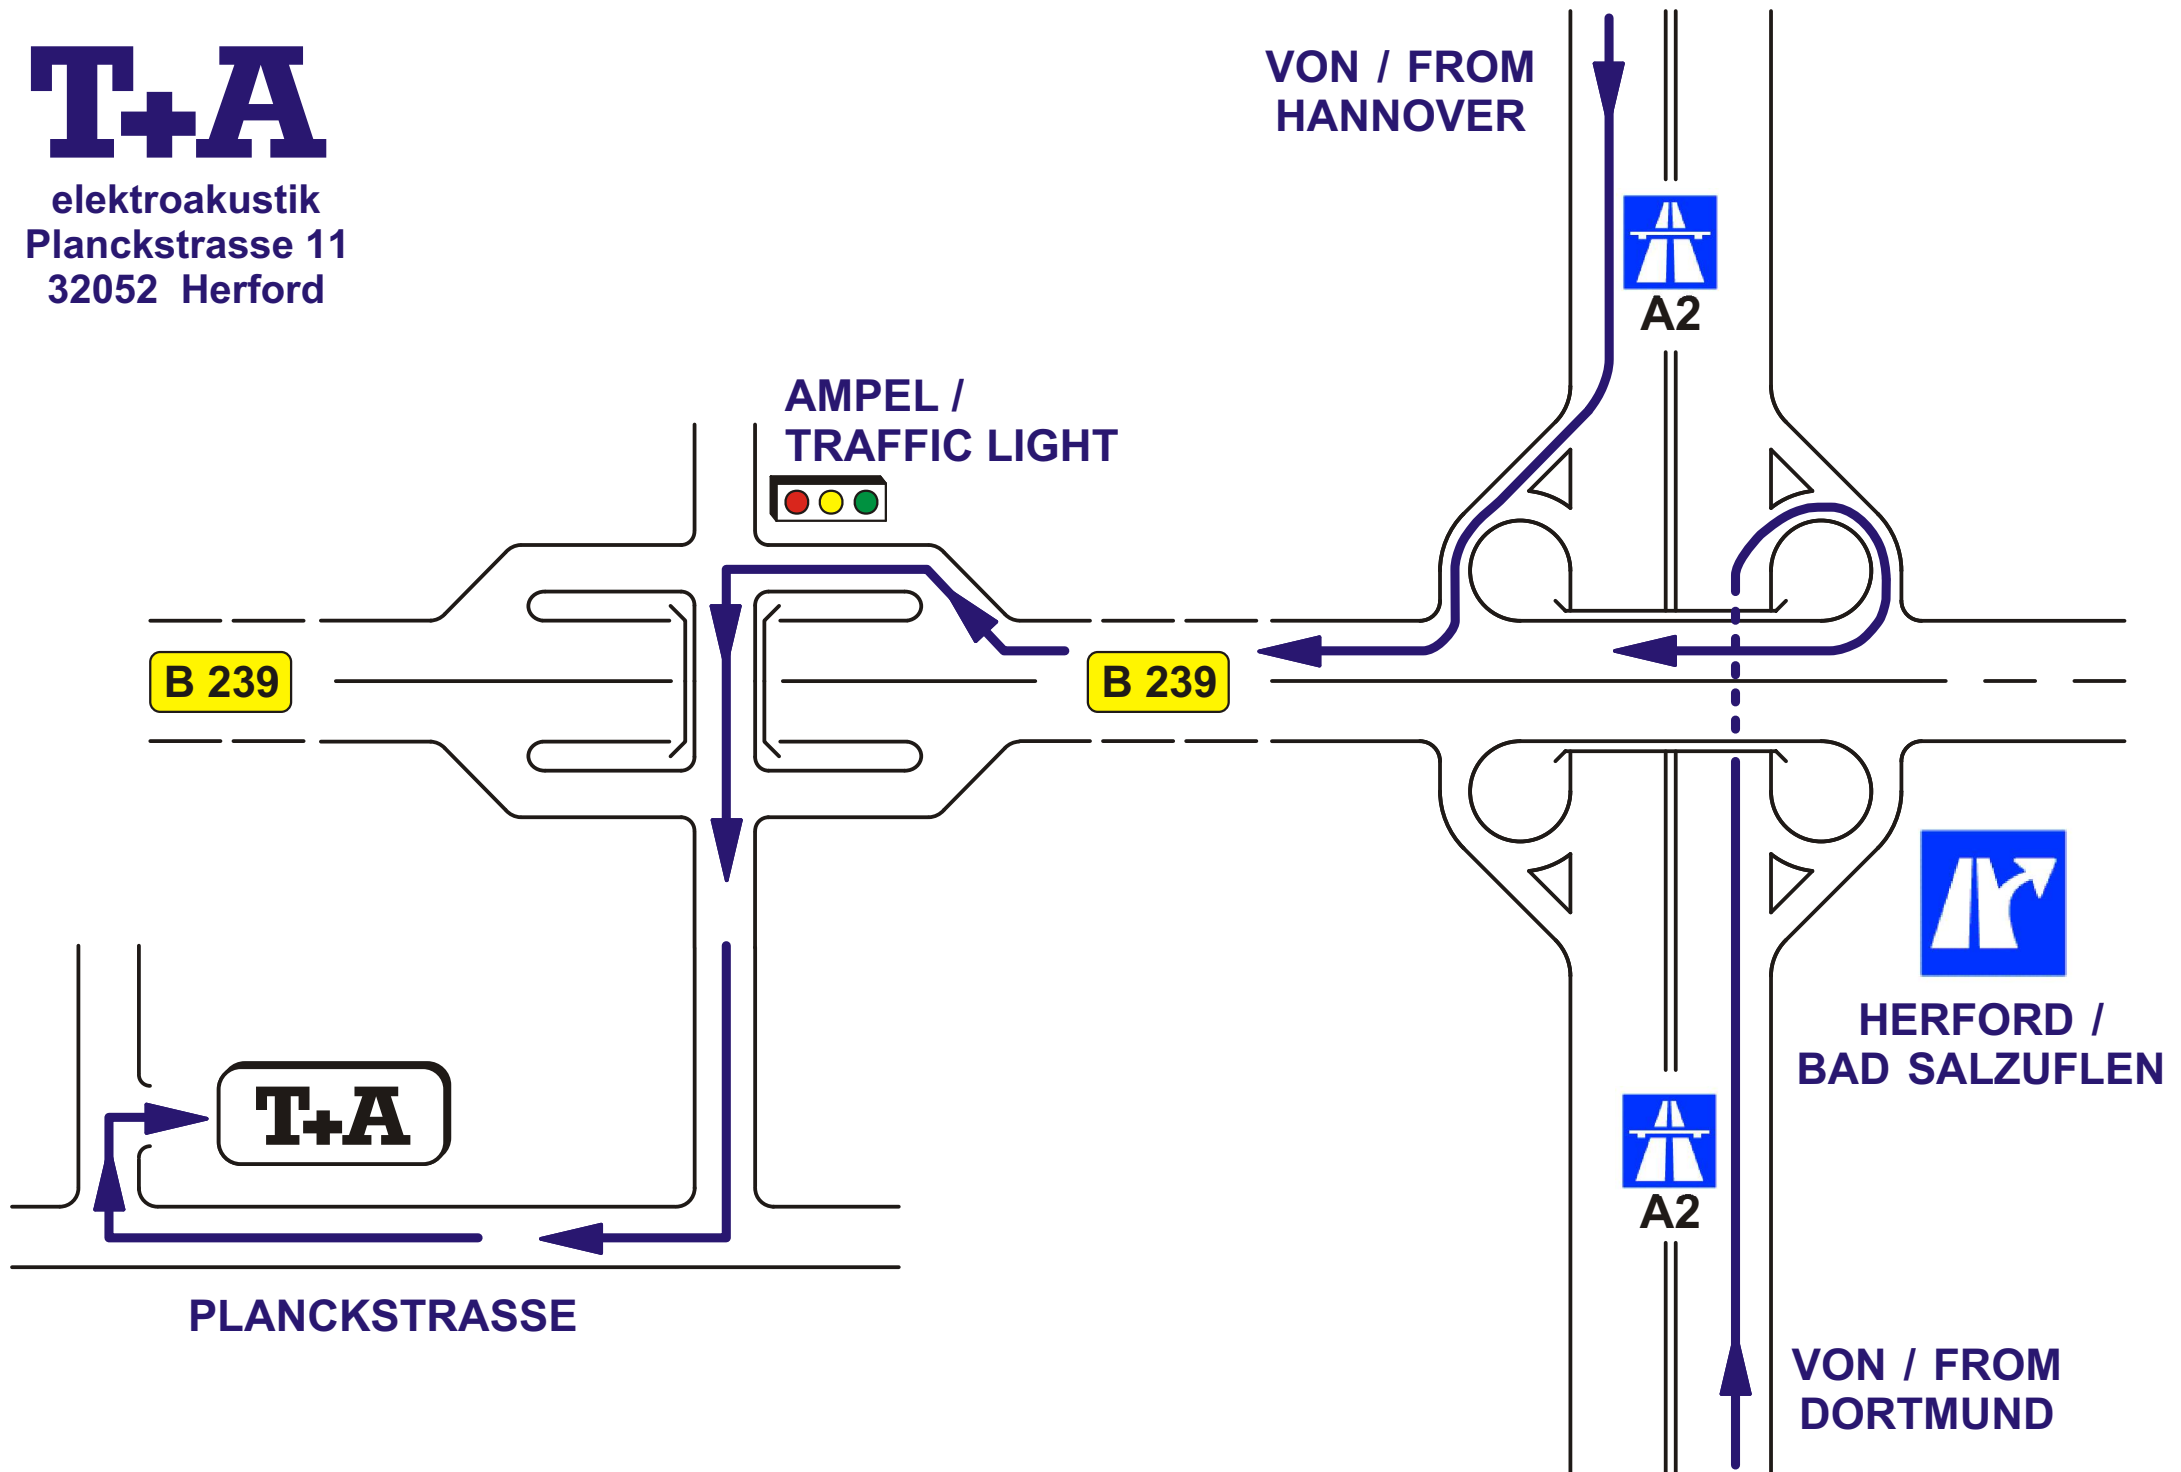 T+A
elektroakustik
Planckstrasse 11
32052 Herford
VON / FROM
HANNOVER
A2
AMPEL /
TRAFFIC LIGHT
B 239
B 239
HERFORD /
BAD SALZUFLEN
T+A
A2
PLANCKSTRASSE
VON / FROM
DORTMUND